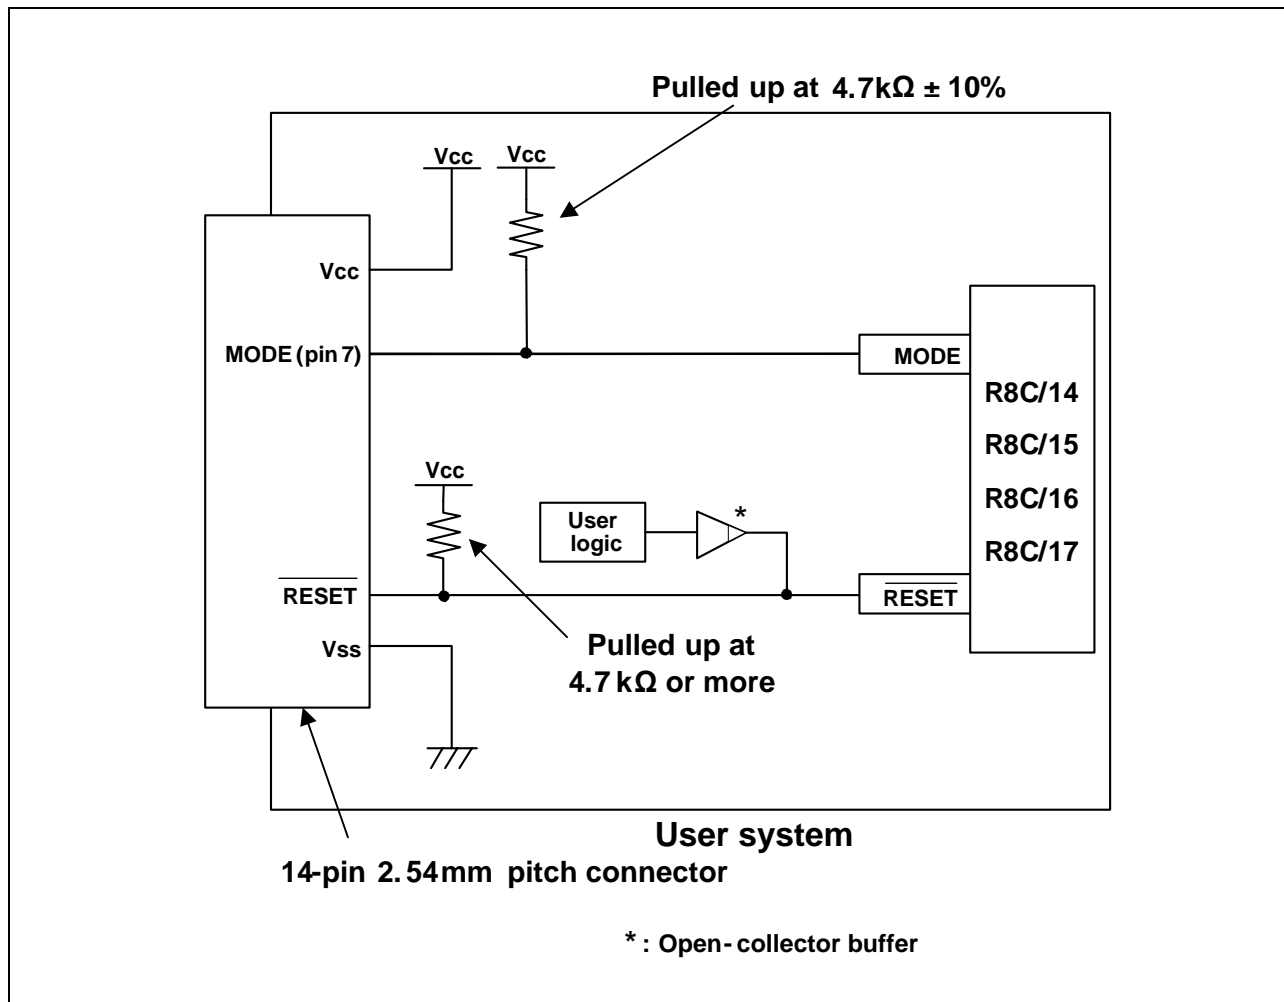 Pulled up at 4.7kΩ ± 10%
Vcc Vcc
Vcc
MODE (pin 7)
MODE
R8C/14
R8C/15
R8C/16
R8C/17
Vcc
User
logic
*
RESET
RESET
Vss
Pulled up at
4.7 kΩ or more
User system
14-pin 2.54mm pitch connector
* : Open-collector buffer